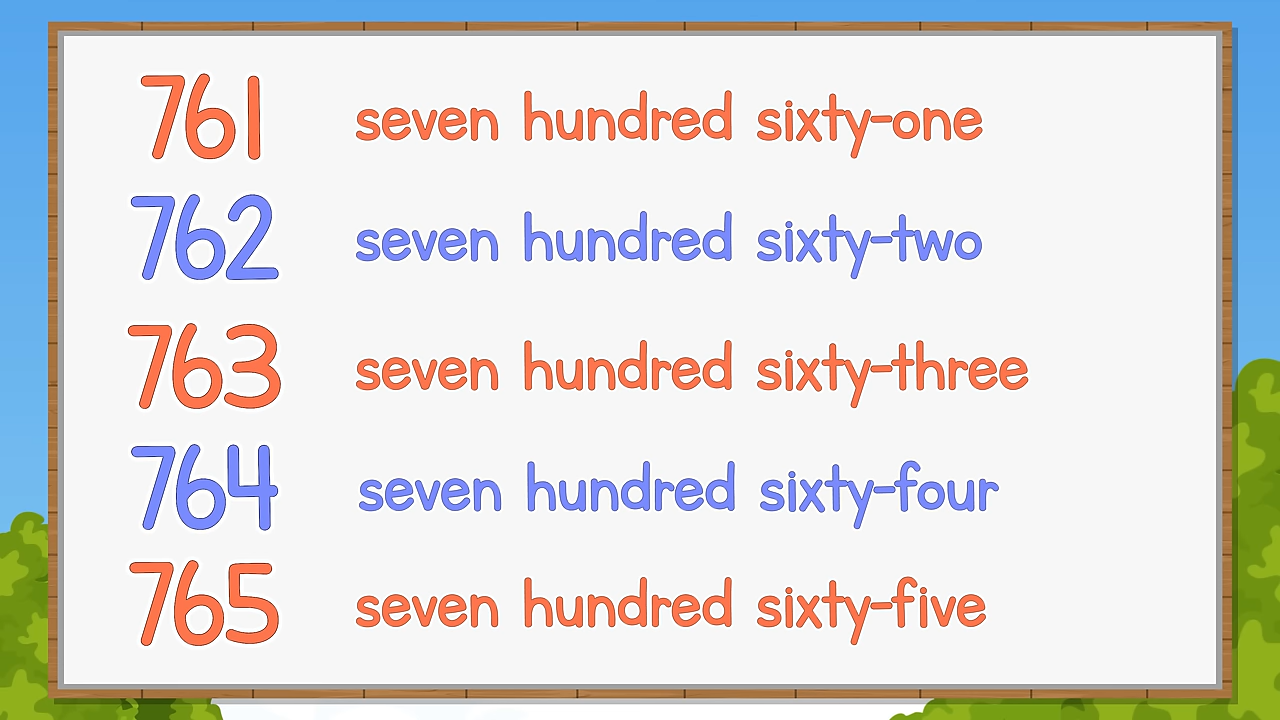 761 seven hundred sixty-one
762 seven hundred sixty-two
763 seven hundred sixty-three
764 seven hundred sixty-four
765 seven hundred sixty-five